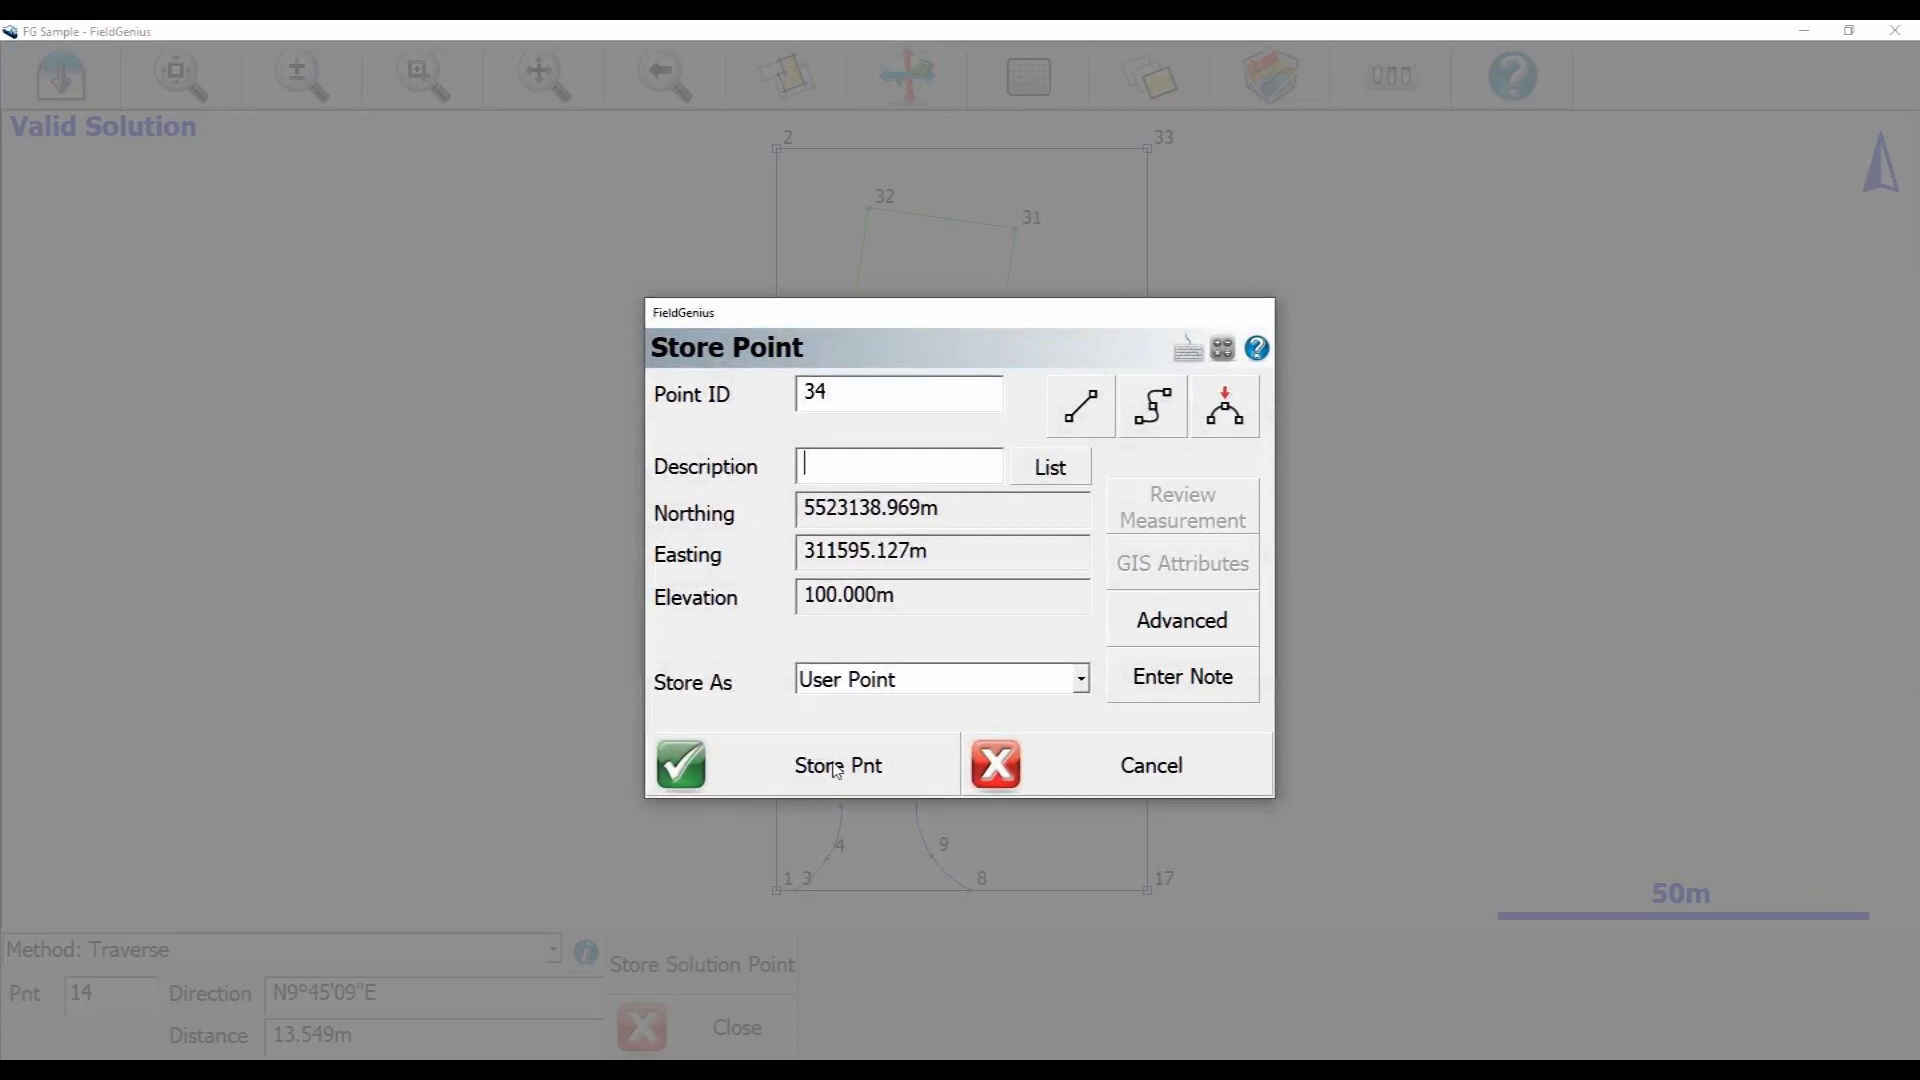 FG Sample - FieldGenius
Valid Solution
2
33
32
31
FieldGenius
Store Point
Point ID
34
Description
List
Northing
5523138.969m
Review
Measurement
Easting
311595.127m
GIS Attributes
Elevation
100.000m
Advanced
Store As
User Point
Enter Note
Store Pnt
Cancel
4
9
1
3
8
17
50m
Method: Traverse
Store Solution Point
Pnt
14
Direction
N9°45'09"E
Distance
13.549m
Close